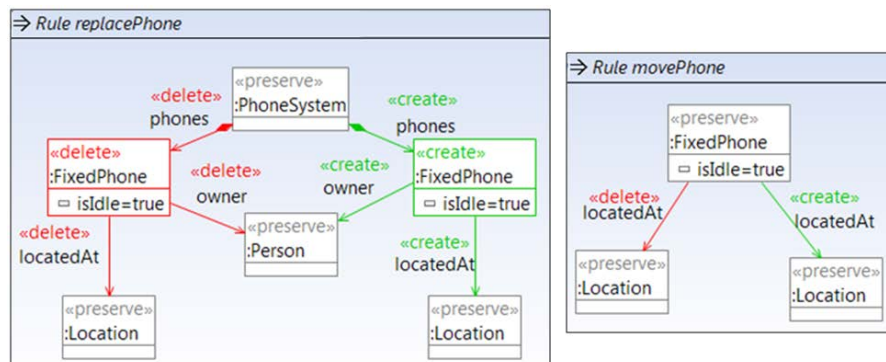 ⇒ Rule replacePhone
«preserve»
:PhoneSystem
«delete»
phones
«create»
phones
«delete»
:FixedPhone
isIdle=true
«delete»
owner
«create»
owner
«create»
:FixedPhone
isIdle=true
«delete»
locatedAt
«preserve»
:Person
«create»
locatedAt
«preserve»
:Location
«preserve»
:Location
⇒ Rule movePhone
«preserve»
:FixedPhone
isIdle=true
«delete»
locatedAt
«create»
locatedAt
«preserve»
:Location
«preserve»
:Location